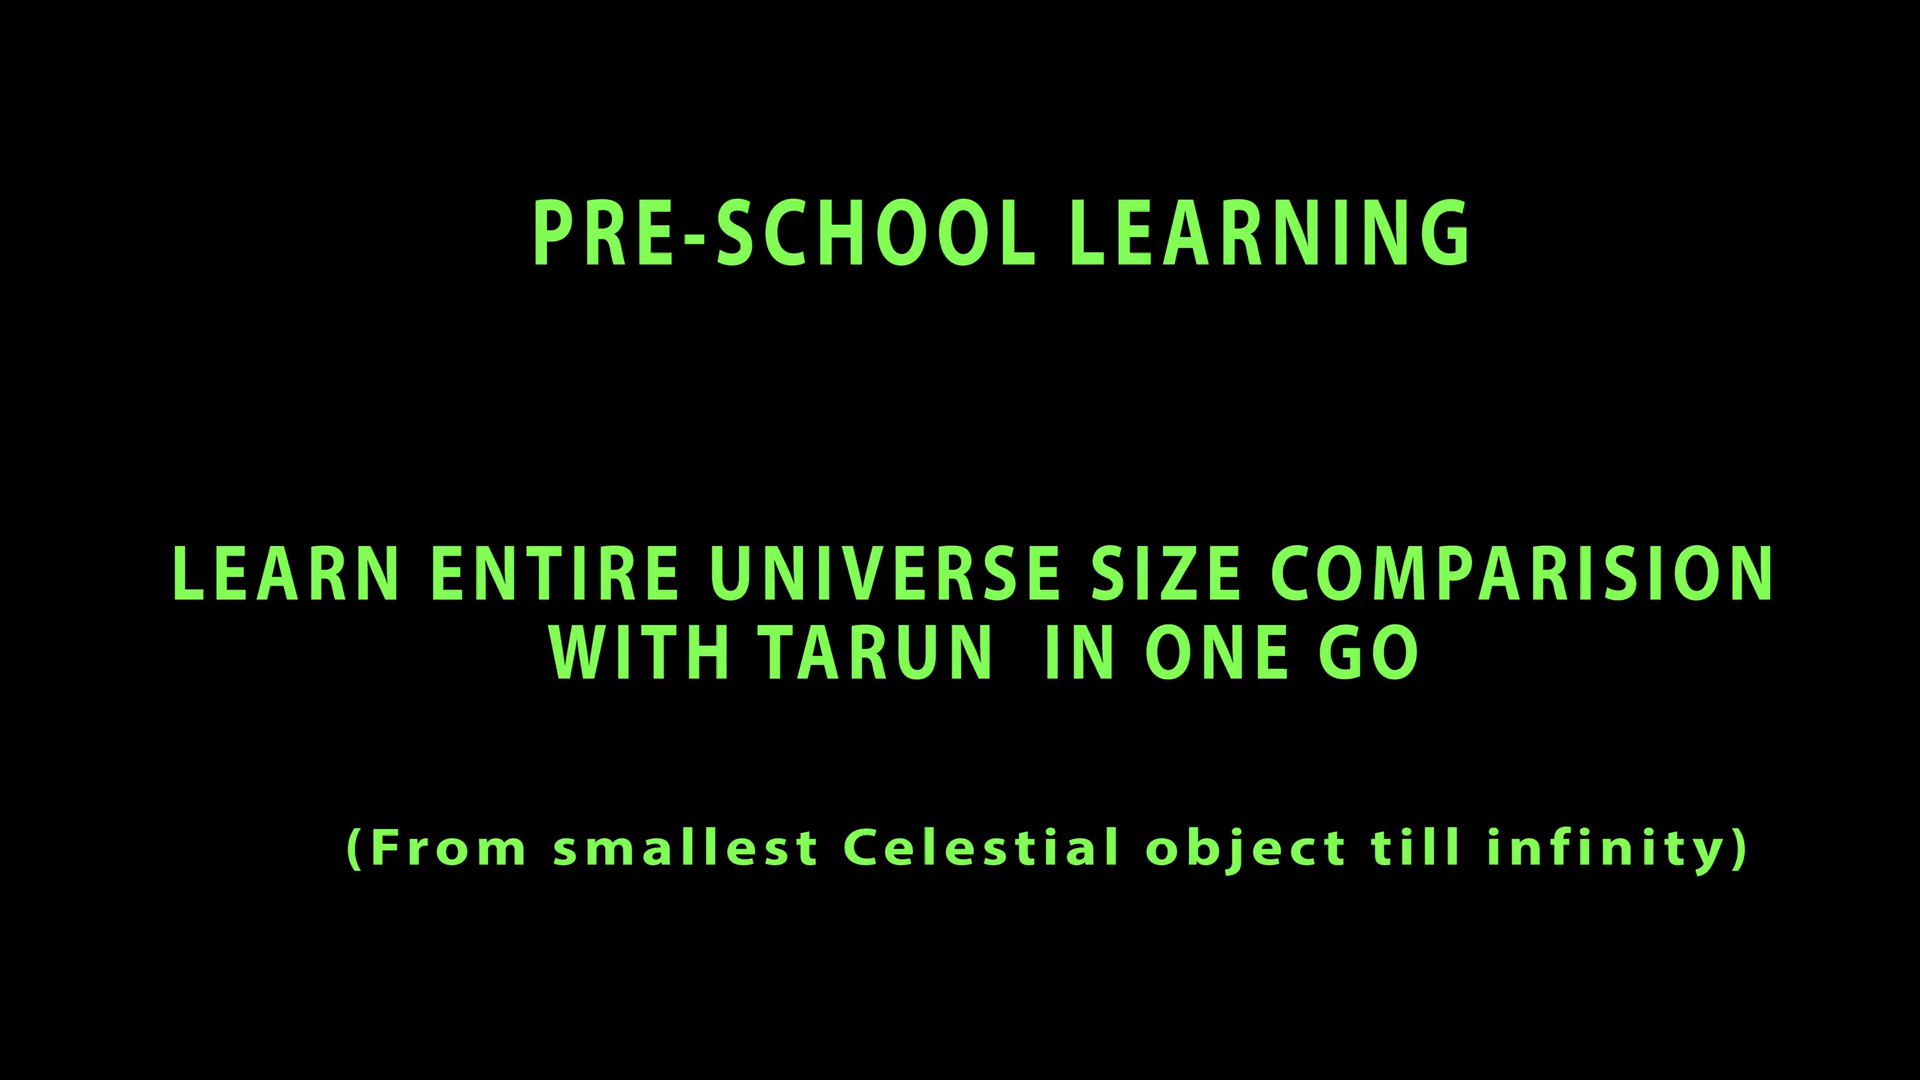 PRE-SCHOOL LEARNING
LEARN ENTIRE UNIVERSE SIZE COMPARISION
WITH TARUN  IN ONE GO
(From smallest Celestial object till infinity)